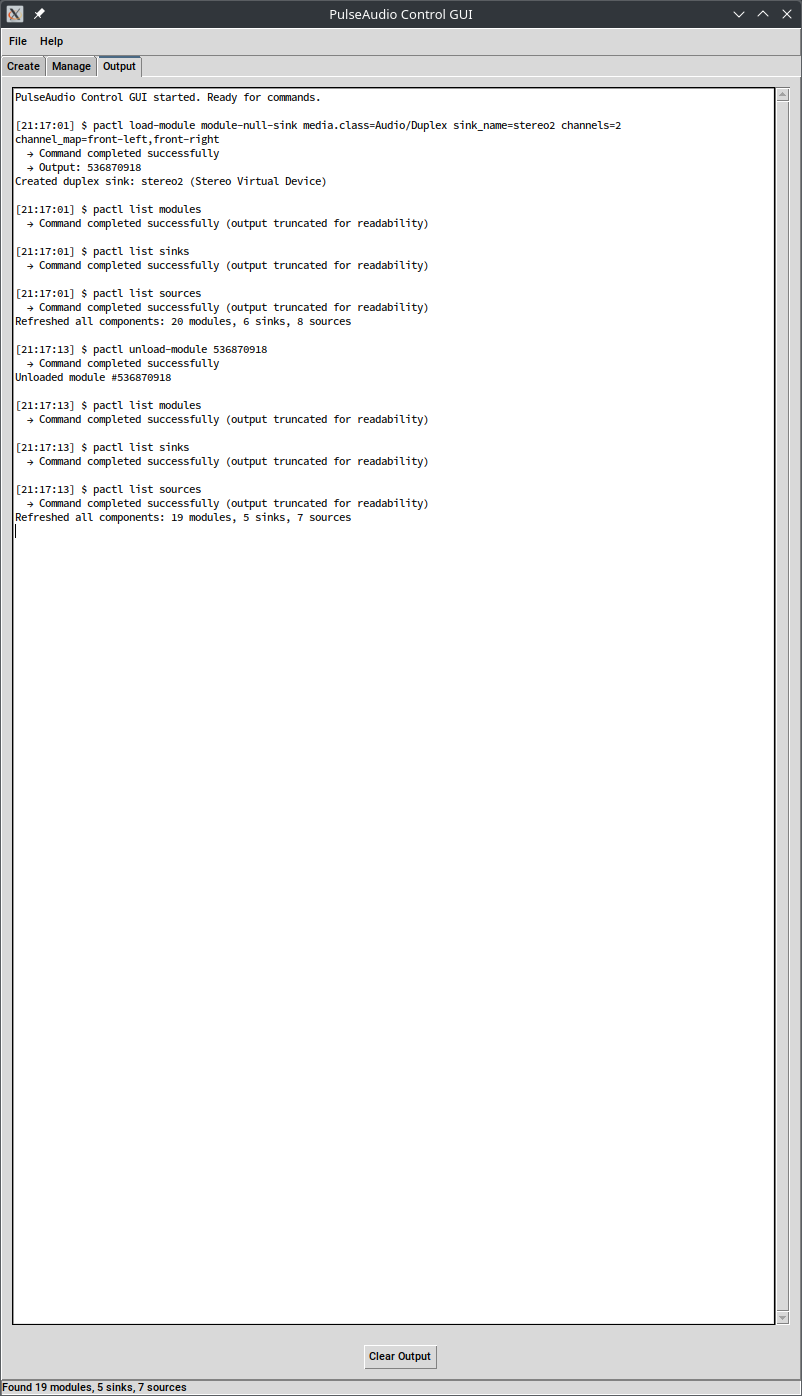 PulseAudio Control GUI
File Help
Create Manage Output
PulseAudio Control GUI started. Ready for commands.
[21:17:01] $ pactl load-module module-null-sink media.class=Audio/Duplex sink_name=stereo2 channels=2
channel_map=front-left,front-right
→ Command completed successfully
→ Output: 536870918
Created duplex sink: stereo2 (Stereo Virtual Device)
[21:17:01] $ pactl list modules
→ Command completed successfully (output truncated for readability)
[21:17:01] $ pactl list sinks
→ Command completed successfully (output truncated for readability)
[21:17:01] $ pactl list sources
→ Command completed successfully (output truncated for readability)
Refreshed all components: 20 modules, 6 sinks, 8 sources
[21:17:13] $ pactl unload-module 536870918
→ Command completed successfully
Unloaded module #536870918
[21:17:13] $ pactl list modules
→ Command completed successfully (output truncated for readability)
[21:17:13] $ pactl list sinks
→ Command completed successfully (output truncated for readability)
[21:17:13] $ pactl list sources
→ Command completed successfully (output truncated for readability)
Refreshed all components: 19 modules, 5 sinks, 7 sources
Clear Output
Found 19 modules, 5 sinks, 7 sources